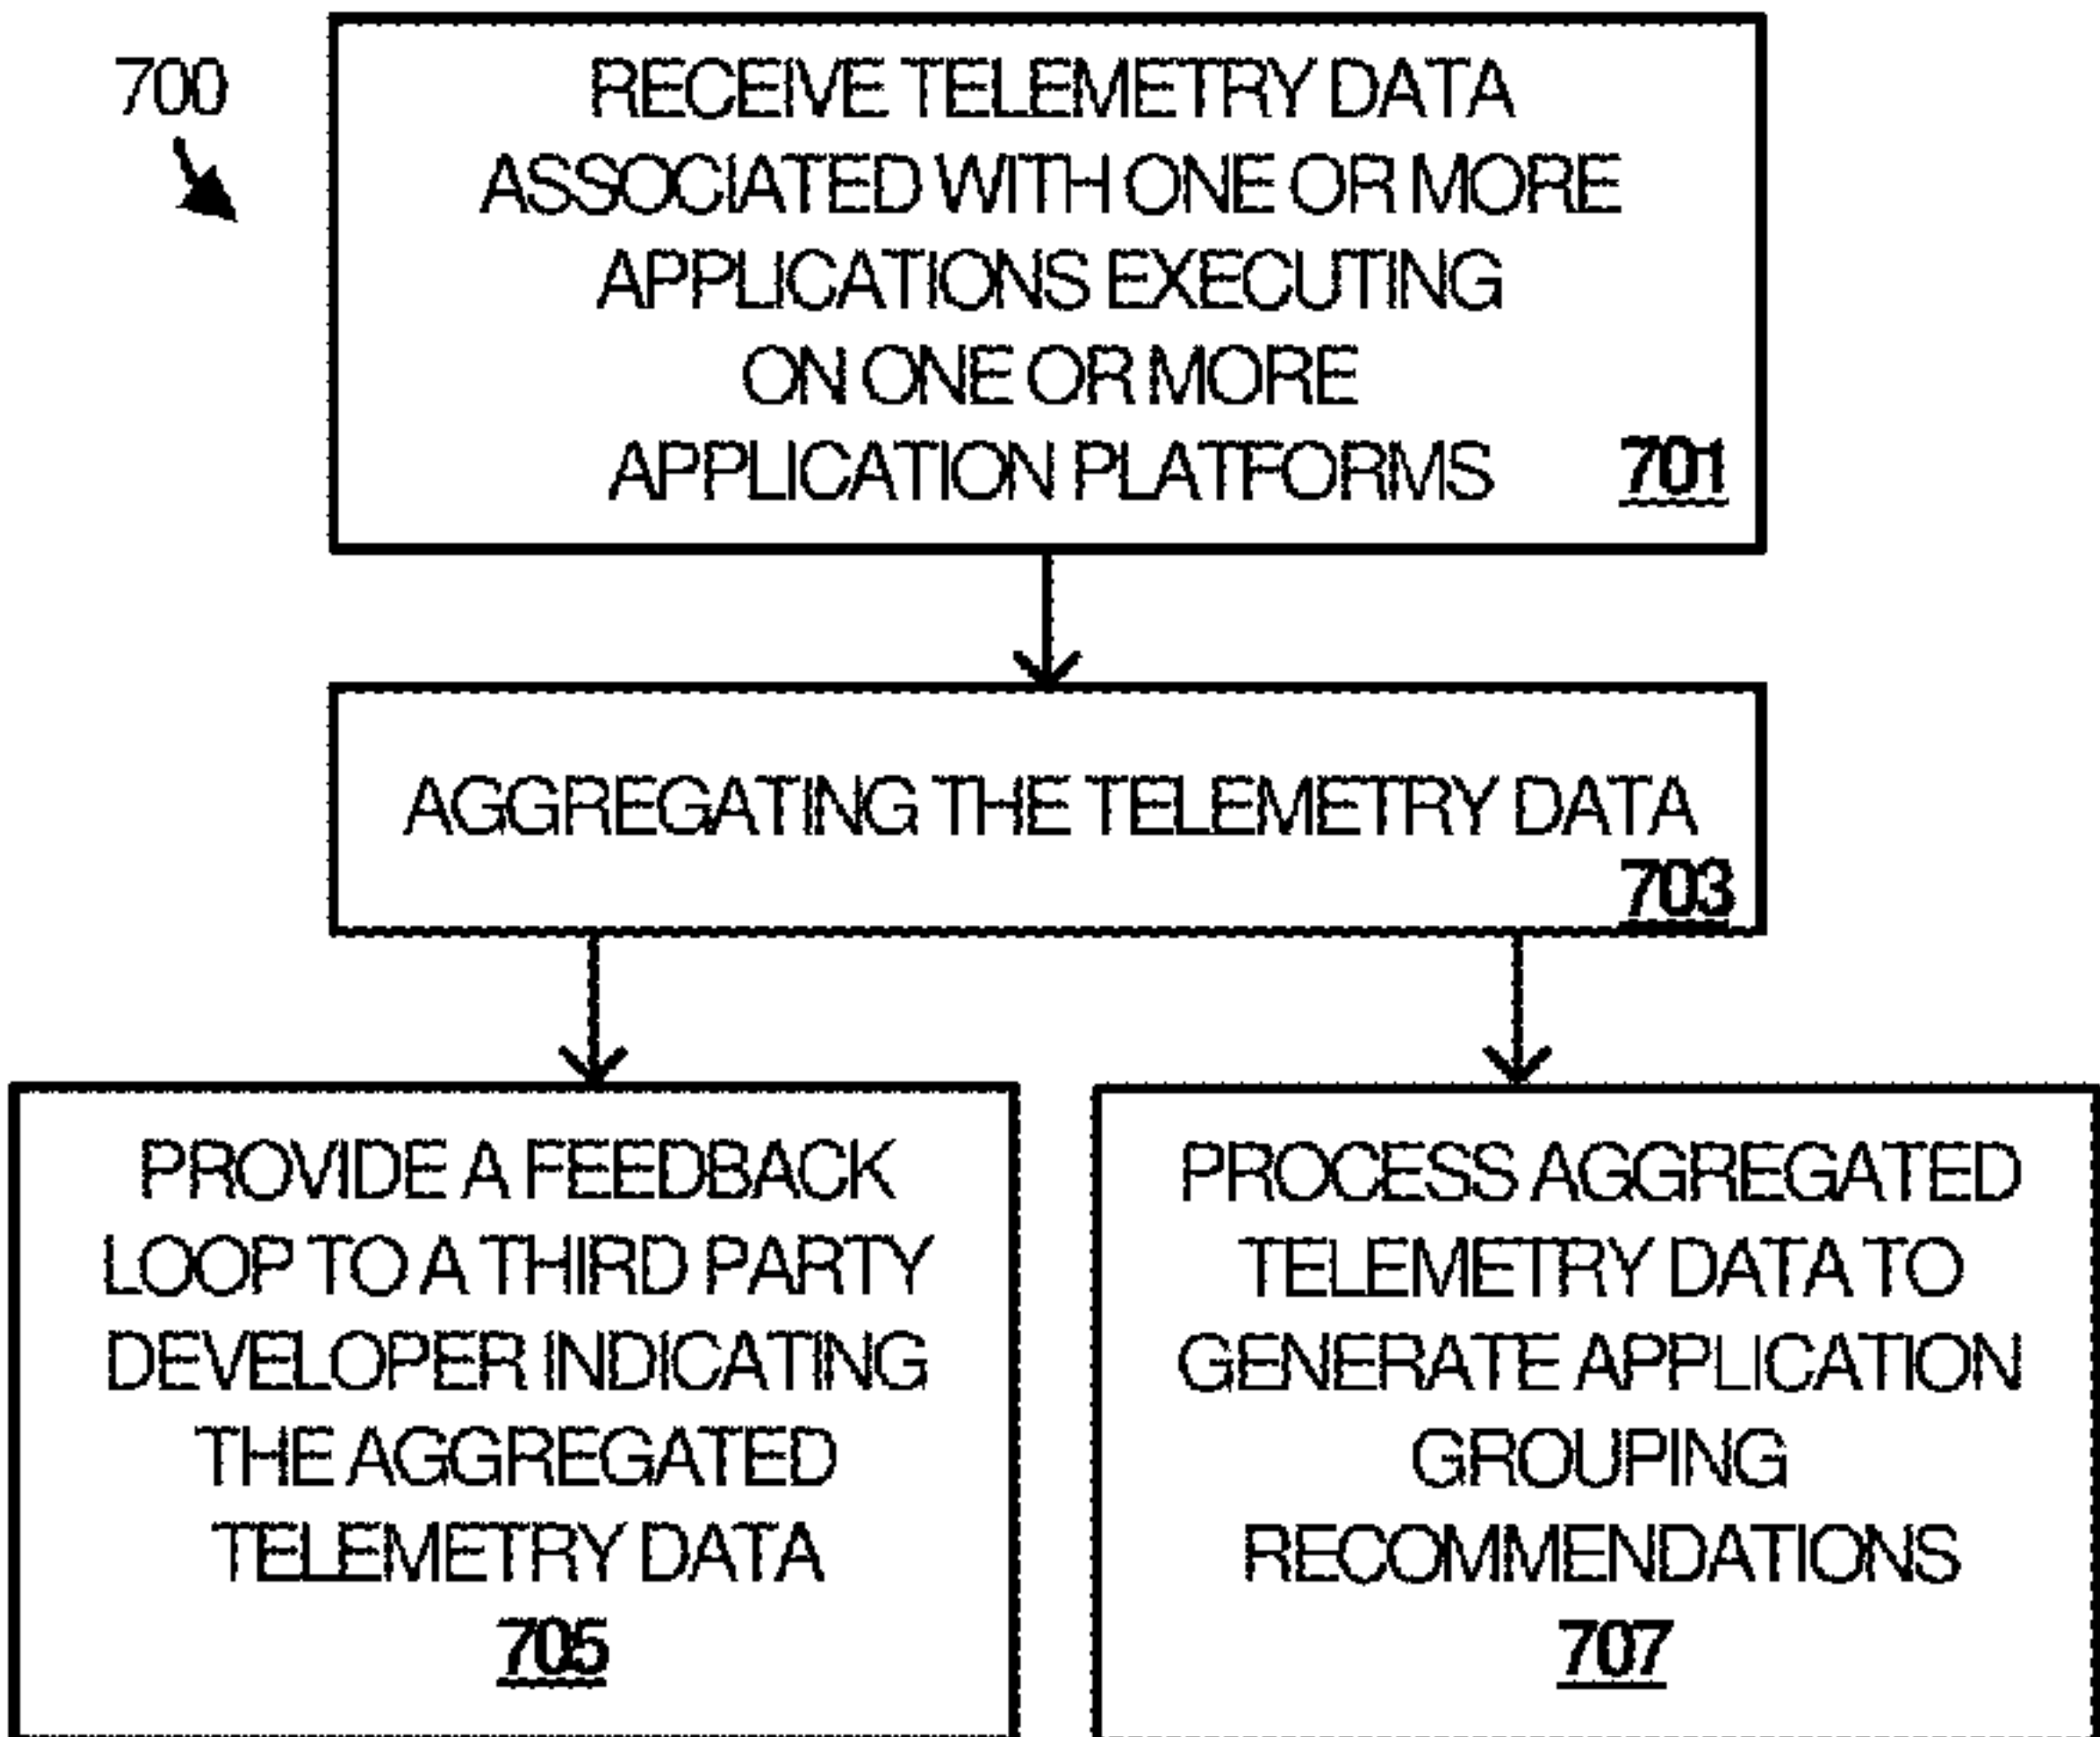 700
RECEIVE TELEMETRY DATA
ASSOCIATED WITH ONE OR MORE
APPLICATIONS EXECUTING
ON ONE OR MORE
APPLICATION PLATFORMS 701
AGGREGATING THE TELEMETRY DATA
703
PROVIDE A FEEDBACK
LOOP TO A THIRD PARTY
DEVELOPER INDICATING
THE AGGREGATED
TELEMETRY DATA
705
PROCESS AGGREGATED
TELEMETRY DATA TO
GENERATE APPLICATION
GROUPING
RECOMMENDATIONS
707